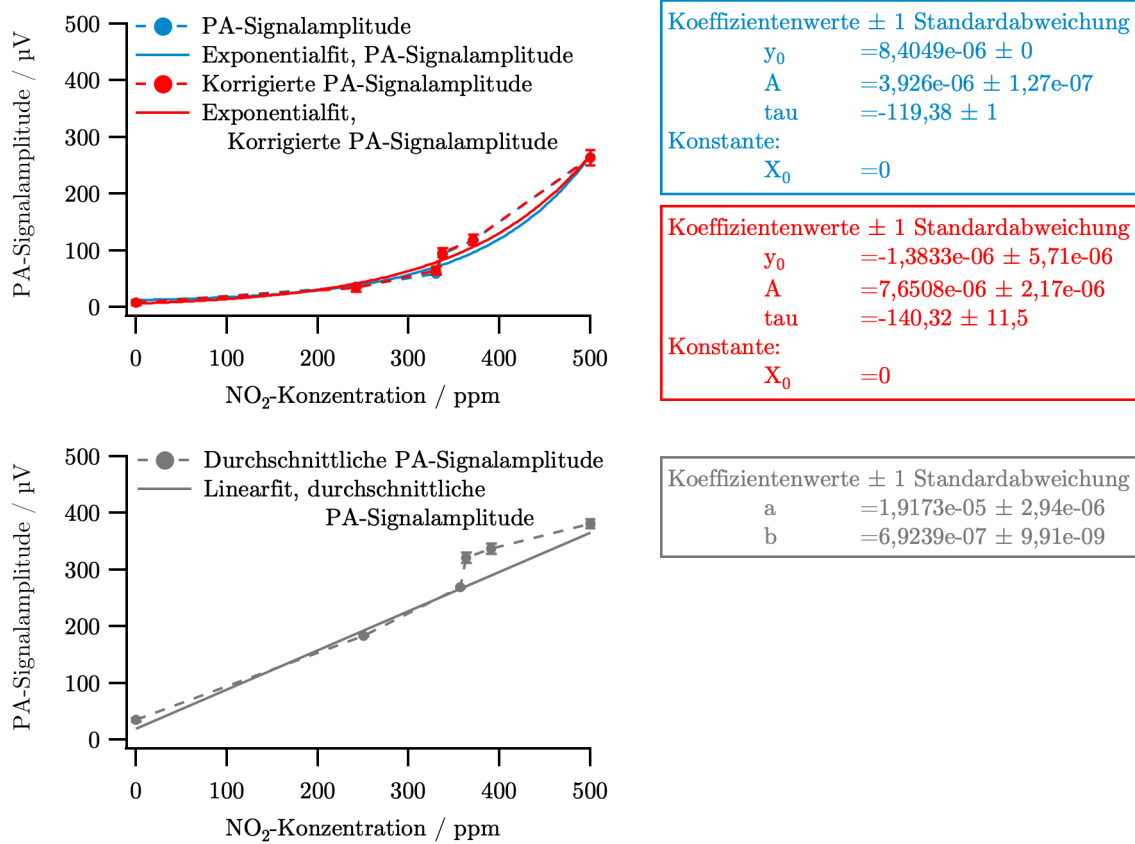 PA-Signalamplitude / µV
500
400
300
200
100
0
PA-Signalamplitude
Exponentialfit, PA-Signalamplitude
Korrigierte PA-Signalamplitude
Exponentialfit,
Korrigierte PA-Signalamplitude
0 100 200 300 400 500
NO₂-Konzentration / ppm
Koeffizientenwerte ± 1 Standardabweichung
y₀ =8,4049e-06 ± 0
A =3,926e-06 ± 1,27e-07
tau =-119,38 ± 1
Konstante:
X₀ =0
Koeffizientenwerte ± 1 Standardabweichung
y₀ =-1,3833e-06 ± 5,71e-06
A =7,6508e-06 ± 2,17e-06
tau =-140,32 ± 11,5
Konstante:
X₀ =0
PA-Signalamplitude / µV
500
400
300
200
100
0
Durchschnittliche PA-Signalamplitude
Linearfit, durchschnittliche
PA-Signalamplitude
0 100 200 300 400 500
NO₂-Konzentration / ppm
Koeffizientenwerte ± 1 Standardabweichung
a =1,9173e-05 ± 2,94e-06
b =6,9239e-07 ± 9,91e-09